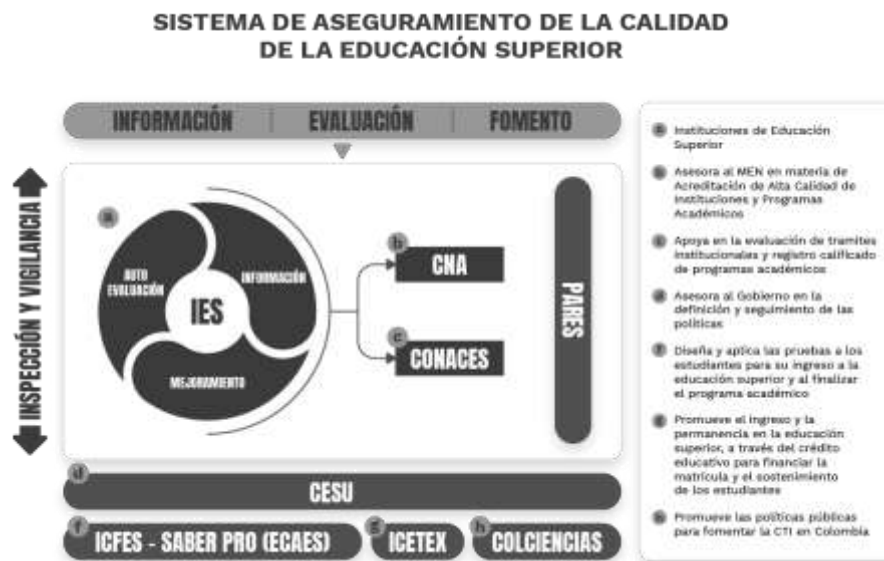 SISTEMA DE ASEGURAMIENTO DE LA CALIDAD
DE LA EDUCACIÓN SUPERIOR
INFORMACIÓN
EVALUACIÓN
FOMENTO
INSPECCIÓN Y VIGILANCIA
a
AUTO
EVALUACIÓN
INFORMACIÓN
IES
MEJORAMIENTO
b
CNA
c
CONACES
PARES
d
CESU
f
ICFES - SABER PRO (ECAES)
g
ICETEX
h
COLCIENCIAS
a Instituciones de Educación
Superior
b Asesora al MEN en materia de
Acreditación de Alta Calidad de
Instituciones y Programas
Académicos
c Apoya en la evaluación de tramites
institucionales y registro calificado
de programas académicos
d Asesora al Gobierno en la
definición y seguimiento de las
políticas
f Diseña y aplica las pruebas a los
estudiantes para su ingreso a la
educación superior y al finalizar
el programa académico
g Promueve el ingreso y la
permanencia en la educación
superior, a través del crédito
educativo para financiar la
matrícula y el sostenimiento
de los estudiantes
h Promueve las políticas públicas
para fomentar la CTI en Colombia